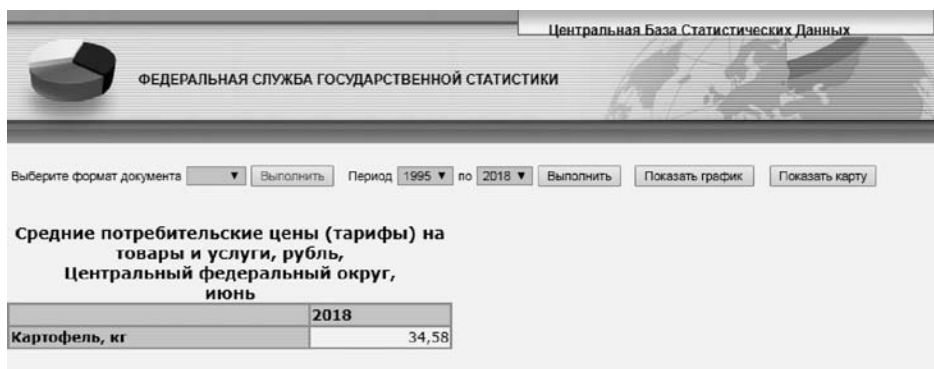 Центральная База Статистических Данных
ФЕДЕРАЛЬНАЯ СЛУЖБА ГОСУДАРСТВЕННОЙ СТАТИСТИКИ
Выберите формат документа Выполнить Период 1995 по 2018 Выполнить Показать график Показать карту
Средние потребительские цены (тарифы) на
товары и услуги, рубль,
Центральный федеральный округ,
июнь
2018
Картофель, кг 34,58